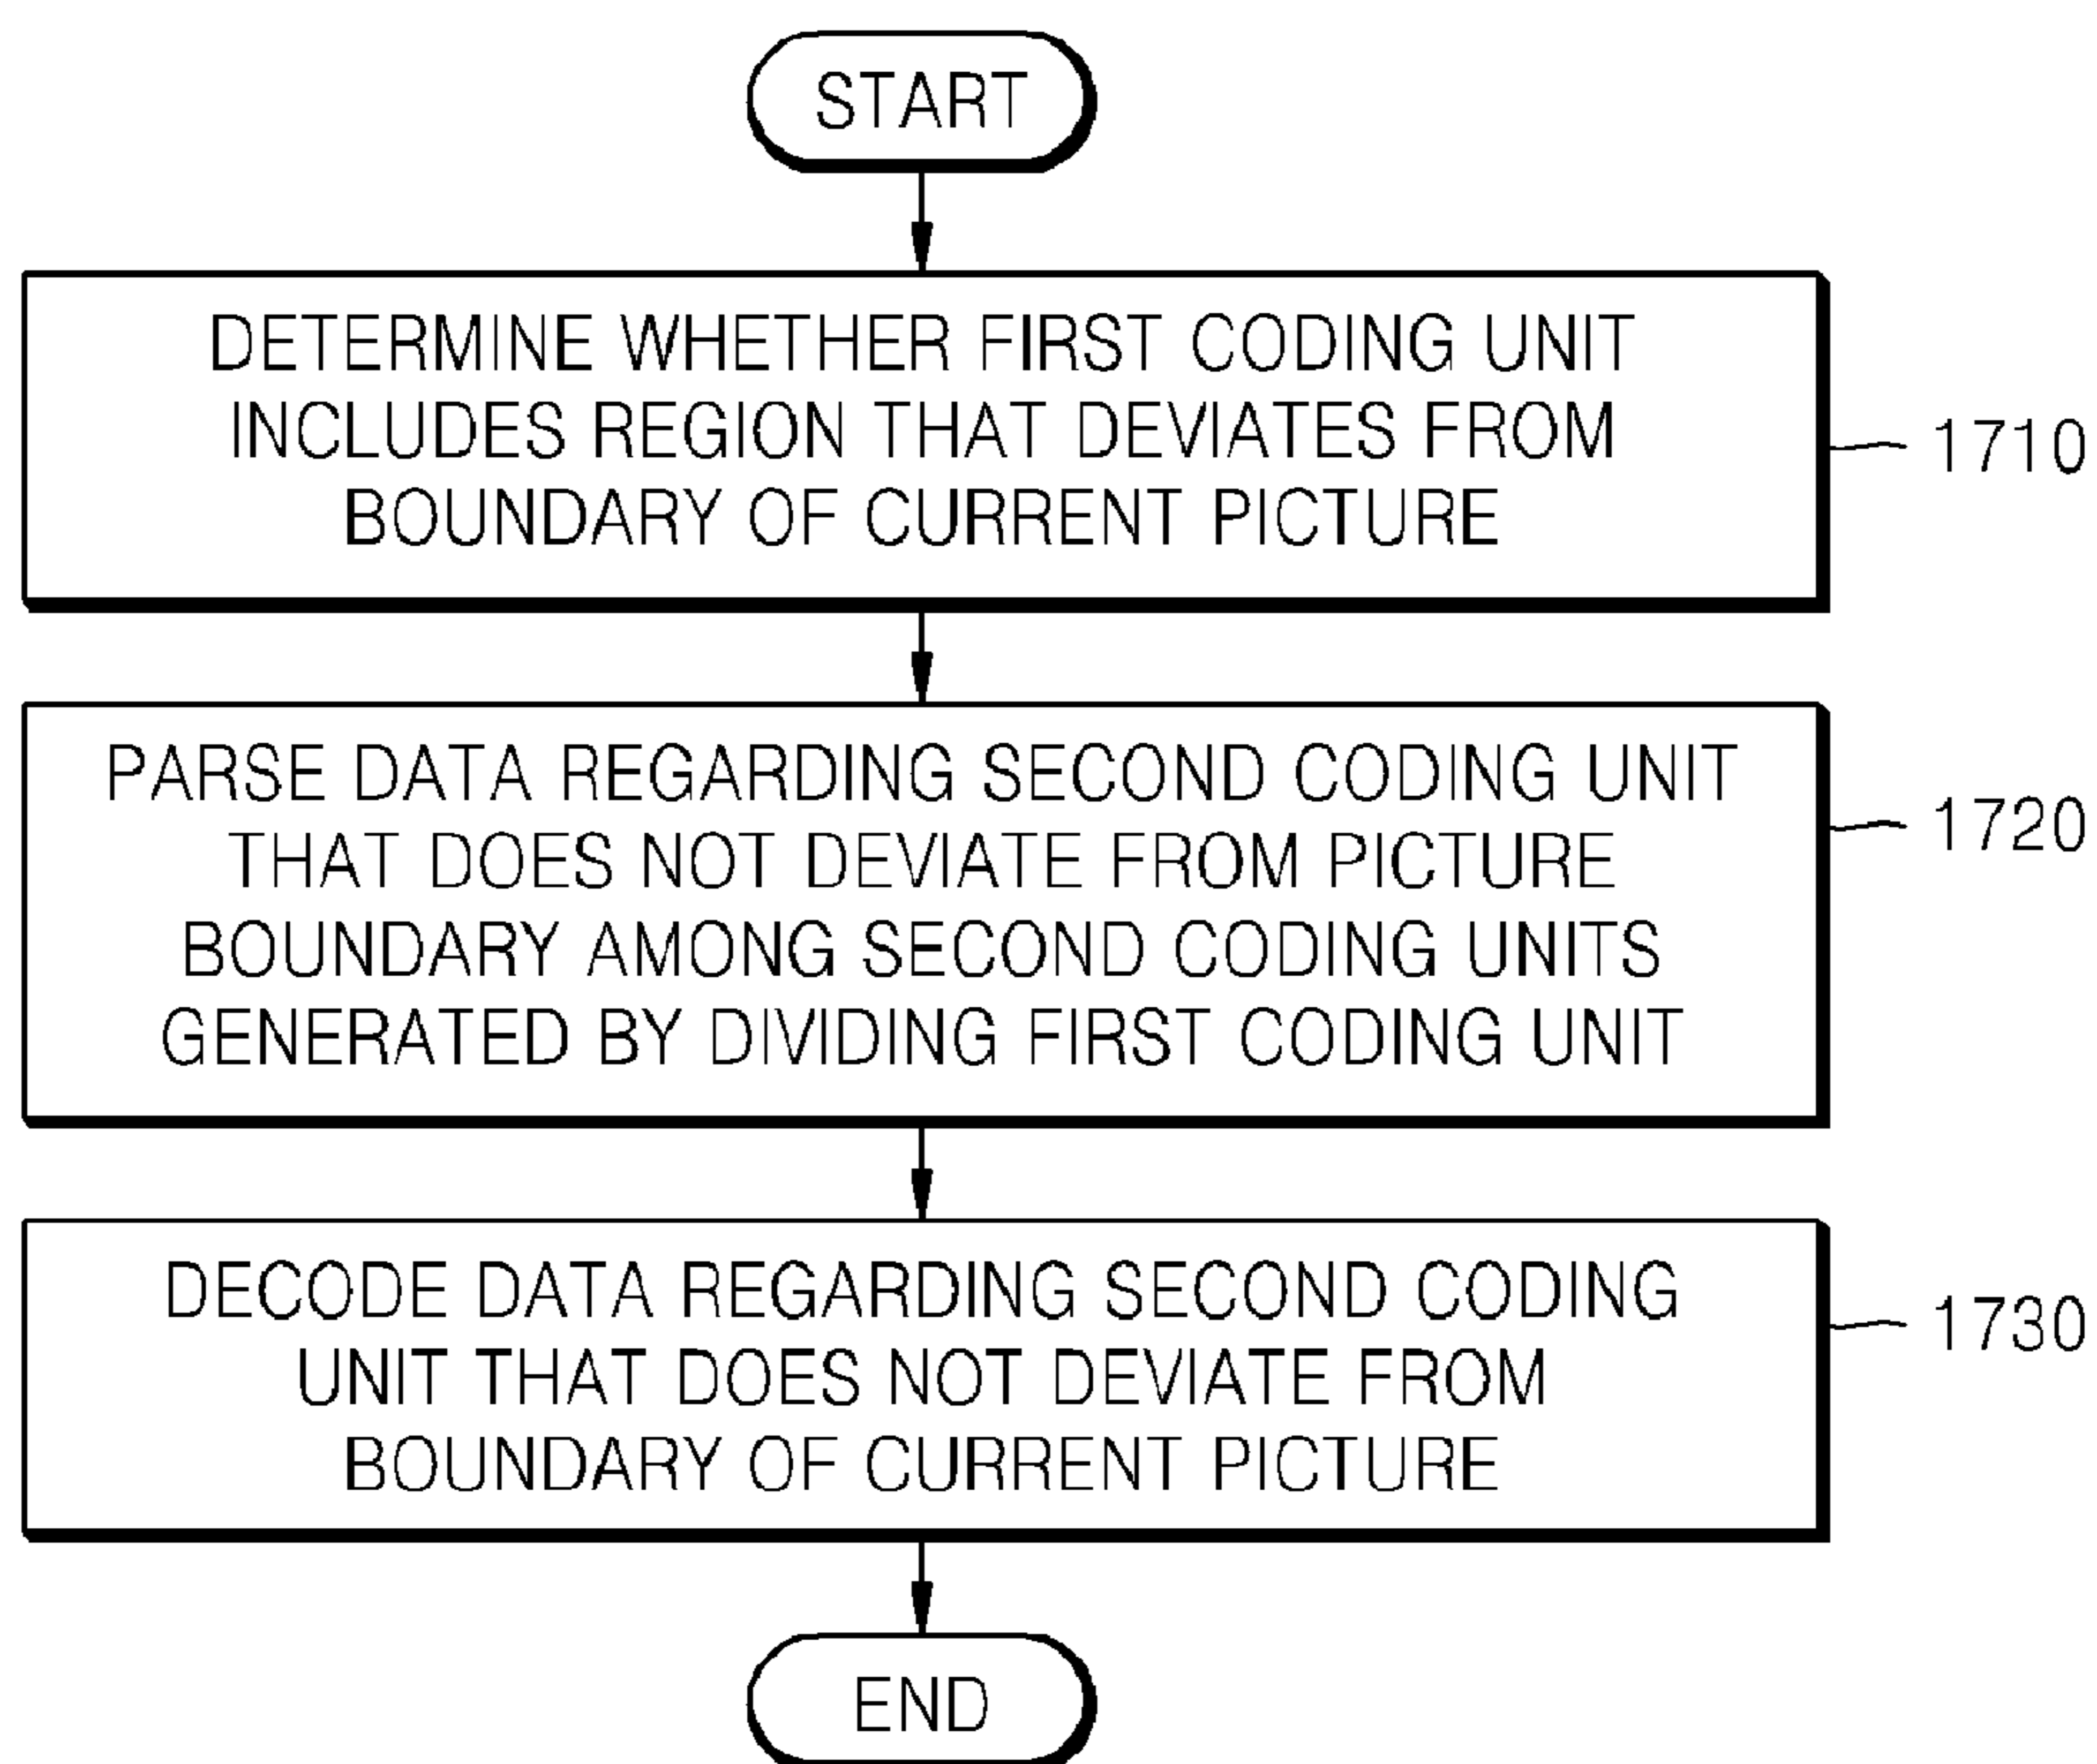 START
DETERMINE WHETHER FIRST CODING UNIT
INCLUDES REGION THAT DEVIATES FROM
BOUNDARY OF CURRENT PICTURE
1710
PARSE DATA REGARDING SECOND CODING UNIT
THAT DOES NOT DEVIATE FROM PICTURE
BOUNDARY AMONG SECOND CODING UNITS
GENERATED BY DIVIDING FIRST CODING UNIT
1720
DECODE DATA REGARDING SECOND CODING
UNIT THAT DOES NOT DEVIATE FROM
BOUNDARY OF CURRENT PICTURE
1730
END